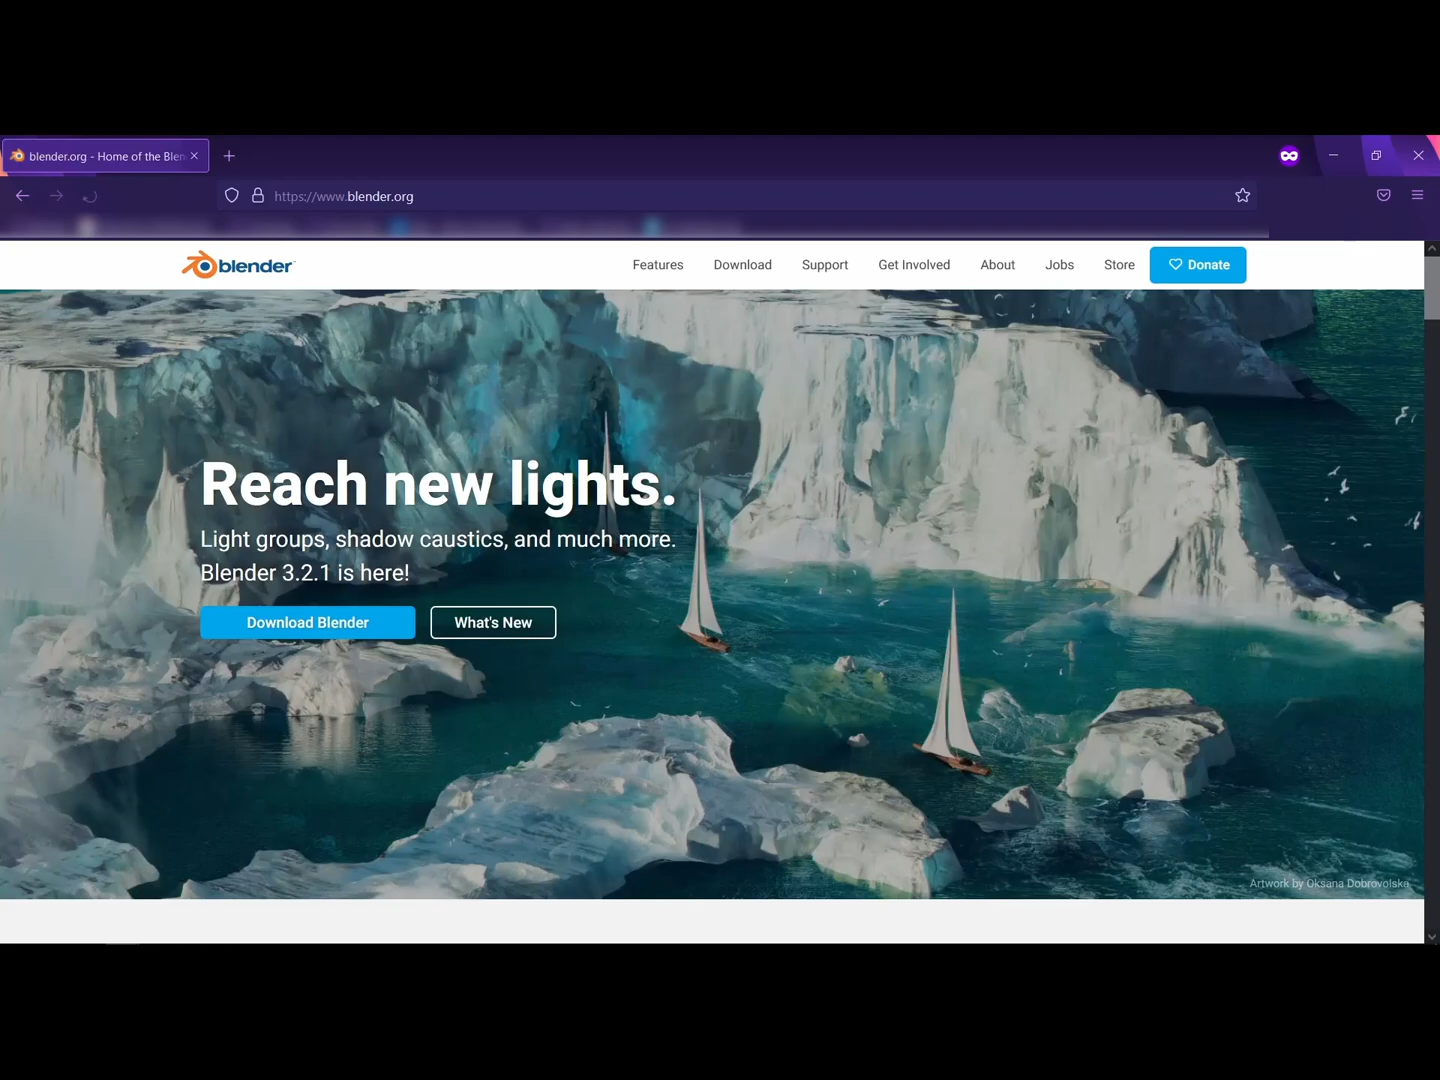 blender.org - Home of the Blen
https://www.blender.org
blender
Features
Download
Support
Get Involved
About
Jobs
Store
Donate
Reach new lights.
Light groups, shadow caustics, and much more.
Blender 3.2.1 is here!
Download Blender
What's New
Artwork by Oksana Dobrovolska